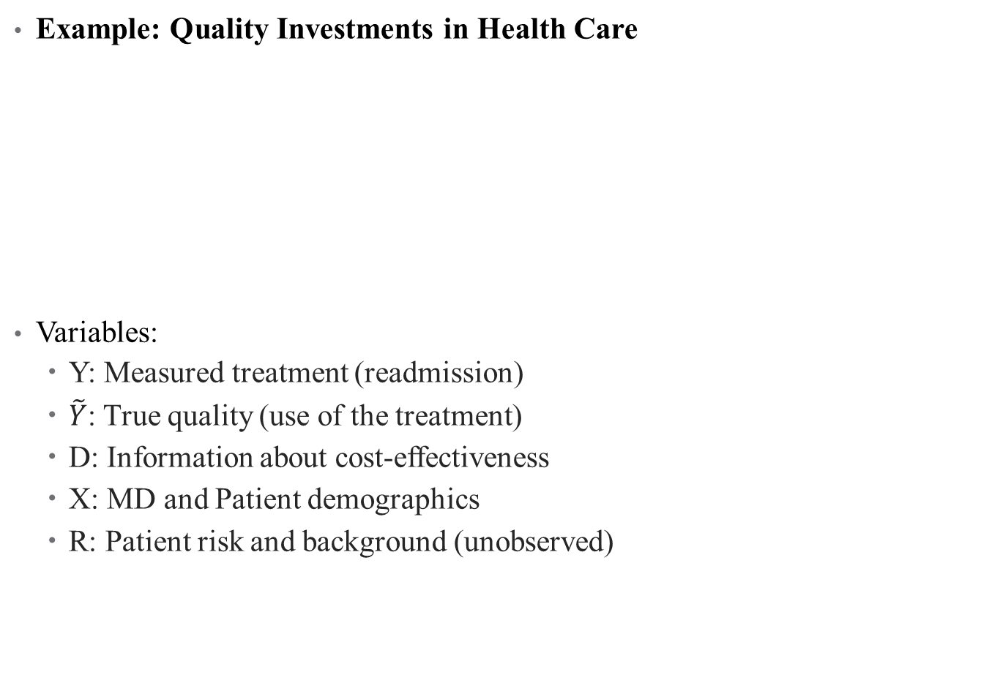 • Example: Quality Investments in Health Care
• Variables:
• Y: Measured treatment (readmission)
• Ỹ: True quality (use of the treatment)
• D: Information about cost-effectiveness
• X: MD and Patient demographics
• R: Patient risk and background (unobserved)